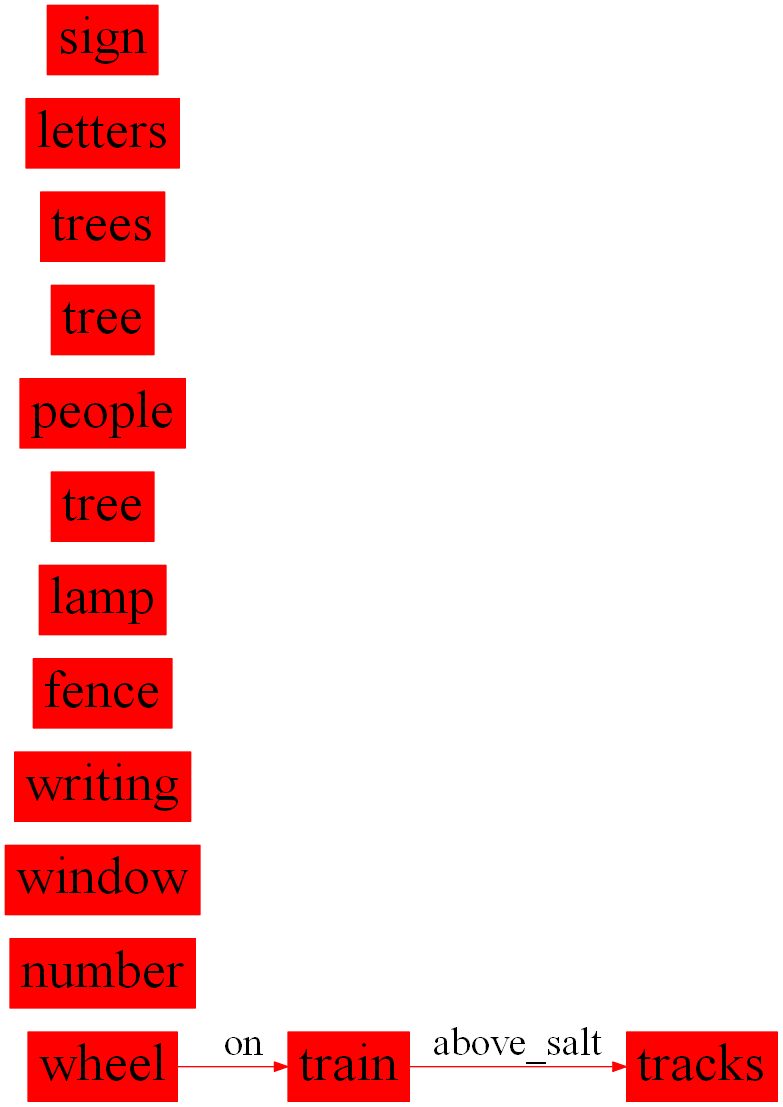 sign
letters
trees
tree
people
tree
lamp
fence
writing
window
number
wheel on train above_salt tracks